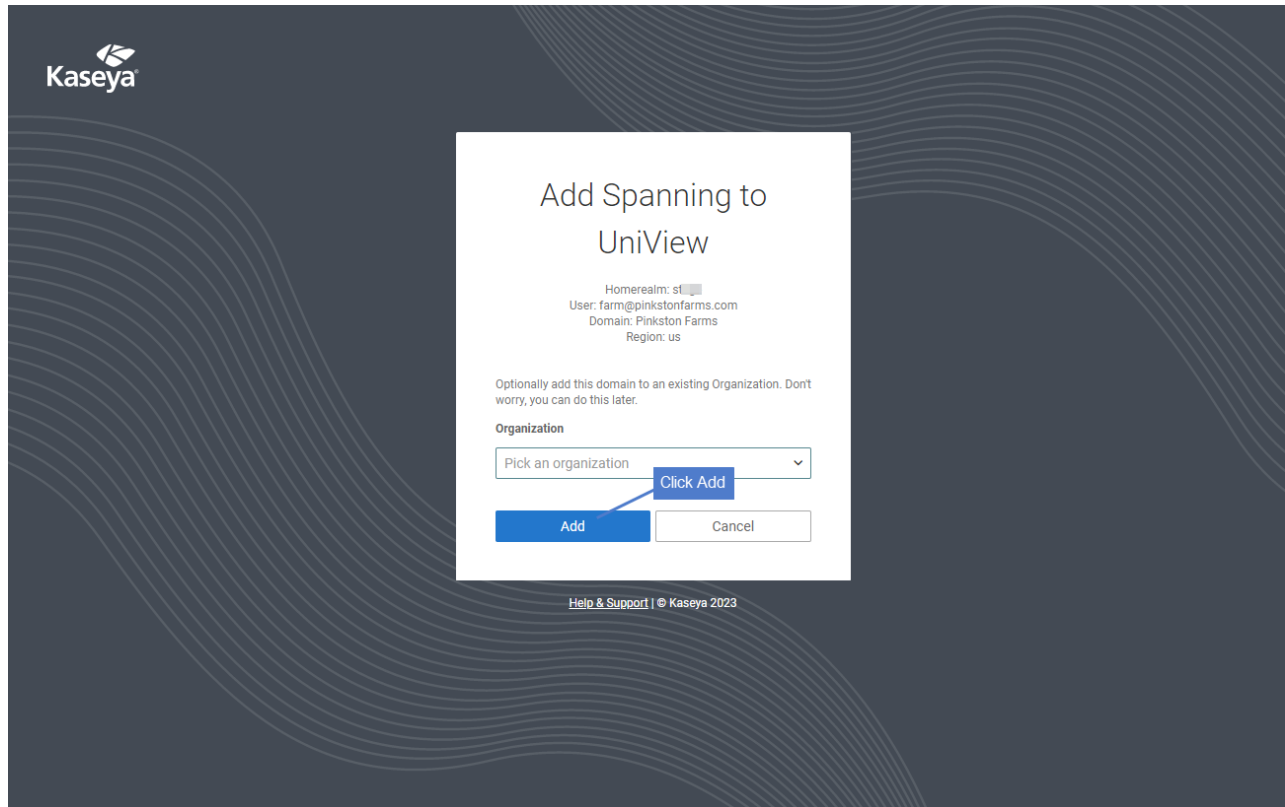 Kaseya
Add Spanning to
UniView
Homerealm: st
User: farm@pinkstonfarms.com
Domain: Pinkston Farms
Region: us
Optionally add this domain to an existing Organization. Don't
worry, you can do this later.
Organization
Pick an organization
Click Add
Add Cancel
Help & Support | © Kaseya 2023